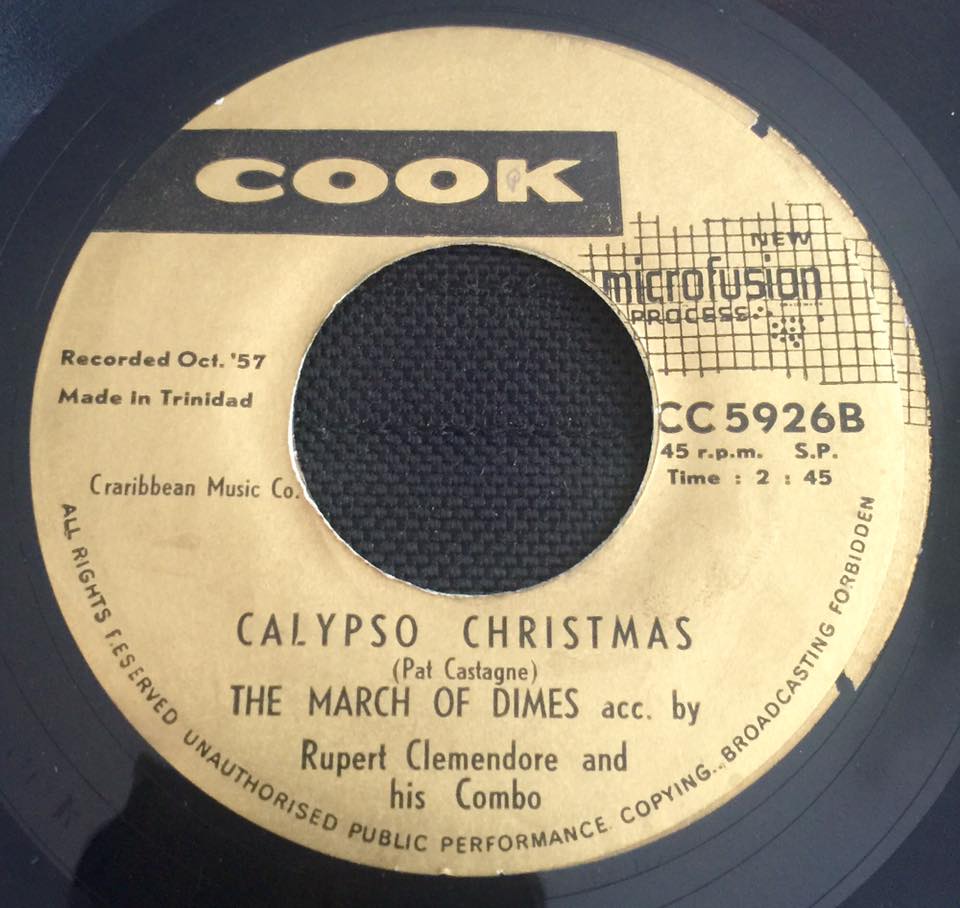 COOK
NEW
microfusion
PROCESS
Recorded Oct. '57
Made in Trinidad
CC 5926B
45 r.p.m. S.P.
Time : 2 : 45
Craribbean Music Co.
CALYPSO CHRISTMAS
(Pat Castagne)
THE MARCH OF DIMES acc. by
Rupert Clemendore and
his Combo
ALL RIGHTS RESERVED UNAUTHORISED PUBLIC PERFORMANCE. COPYING. BROADCASTING FORBIDDEN